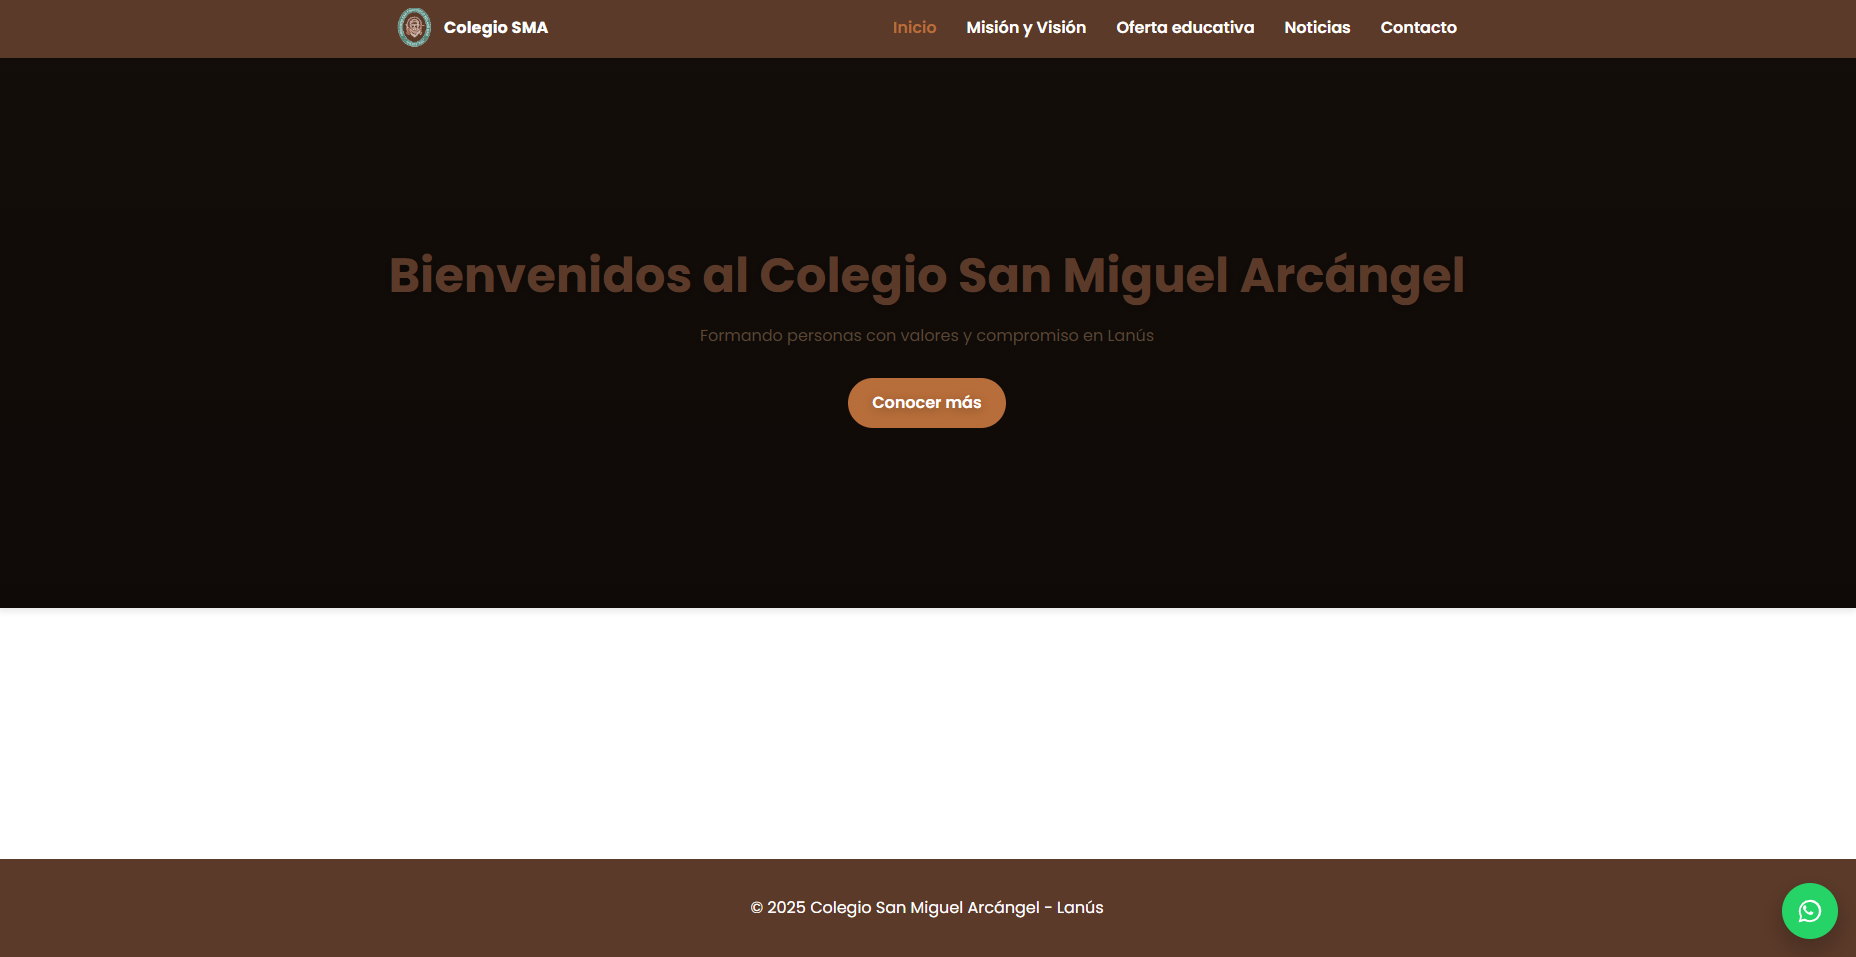 Colegio SMA
Inicio Misión y Visión Oferta educativa Noticias Contacto
Bienvenidos al Colegio San Miguel Arcángel
Formando personas con valores y compromiso en Lanús
Conocer más
© 2025 Colegio San Miguel Arcángel - Lanús